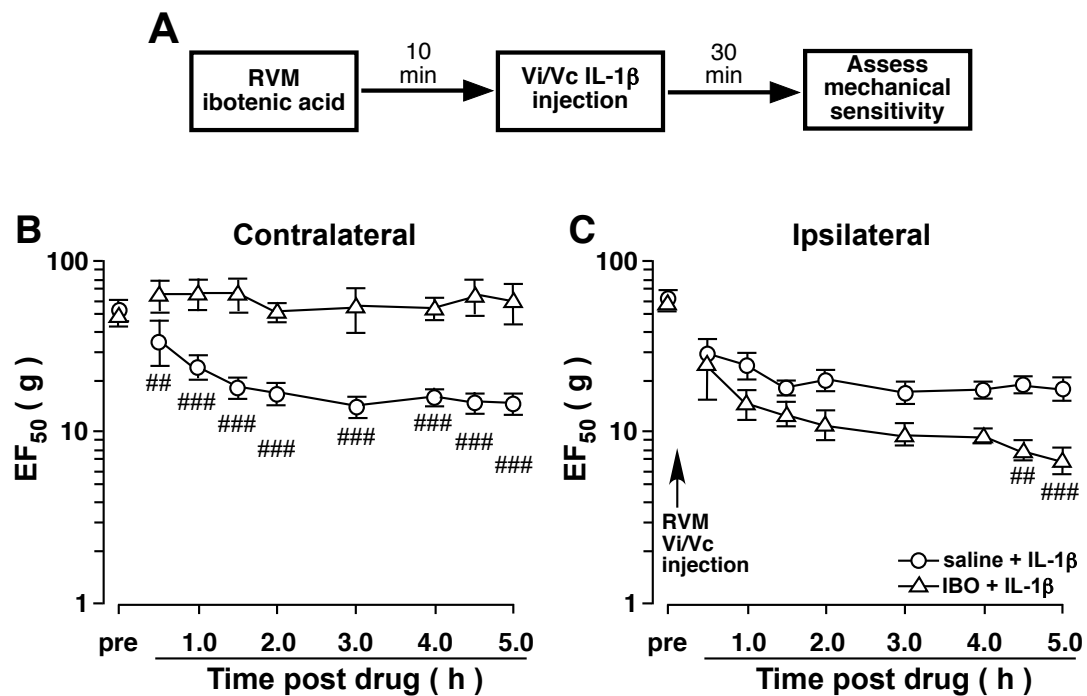 A
RVM
ibotenic acid
10
min
Vi/Vc IL-1β
injection
30
min
Assess
mechanical
sensitivity
B
Contralateral
EF50 ( g )
100
10
1
##
###
###
###
###
###
###
###
pre 1.0 2.0 3.0 4.0 5.0
Time post drug ( h )
C
Ipsilateral
EF50 ( g )
100
10
1
##
###
RVM
Vi/Vc
injection
saline + IL-1β
IBO + IL-1β
pre 1.0 2.0 3.0 4.0 5.0
Time post drug ( h )